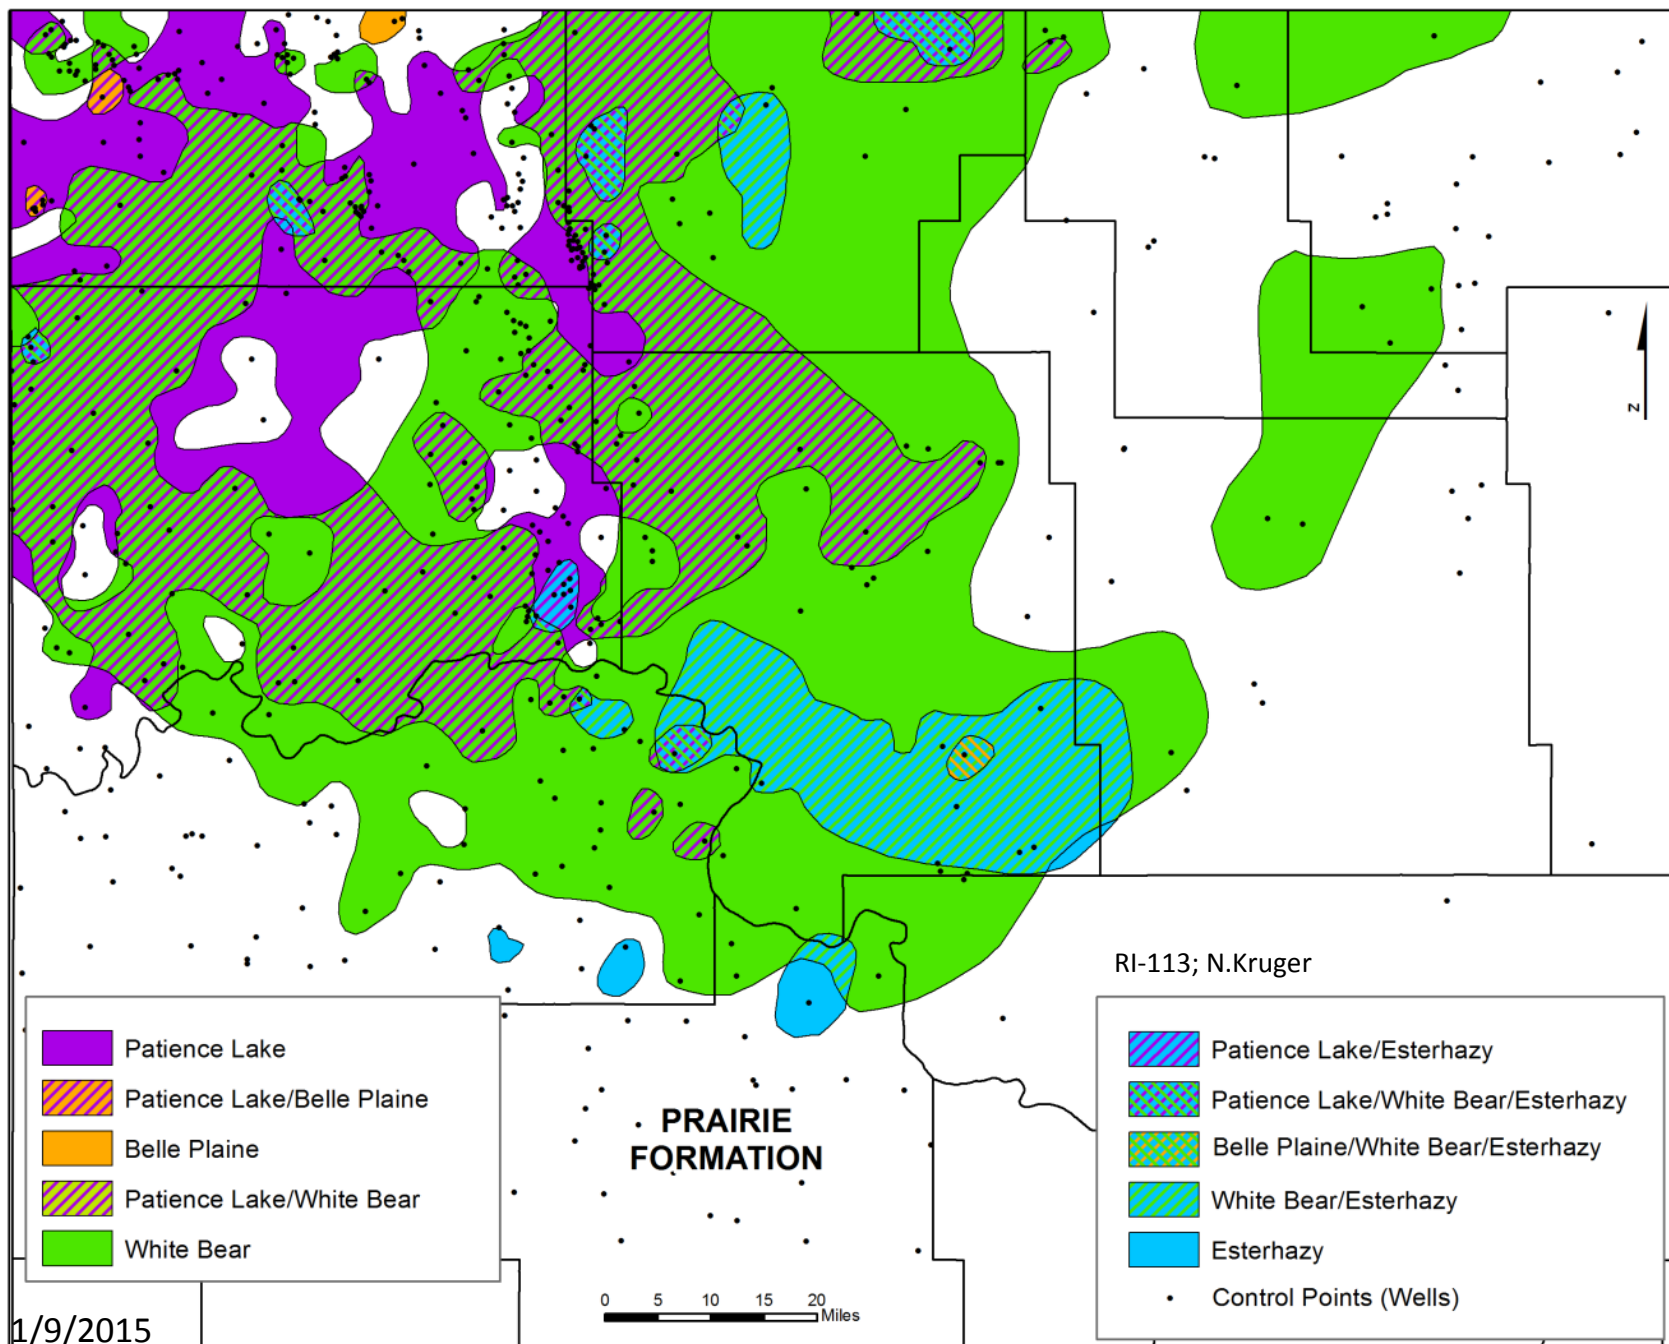 z
RI-113; N.Kruger
Patience Lake
Patience Lake/Belle Plaine
Belle Plaine
Patience Lake/White Bear
White Bear
PRAIRIE
FORMATION
0 5 10 15 20
Miles
Patience Lake/Esterhazy
Patience Lake/White Bear/Esterhazy
Belle Plaine/White Bear/Esterhazy
White Bear/Esterhazy
Esterhazy
Control Points (Wells)
1/9/2015